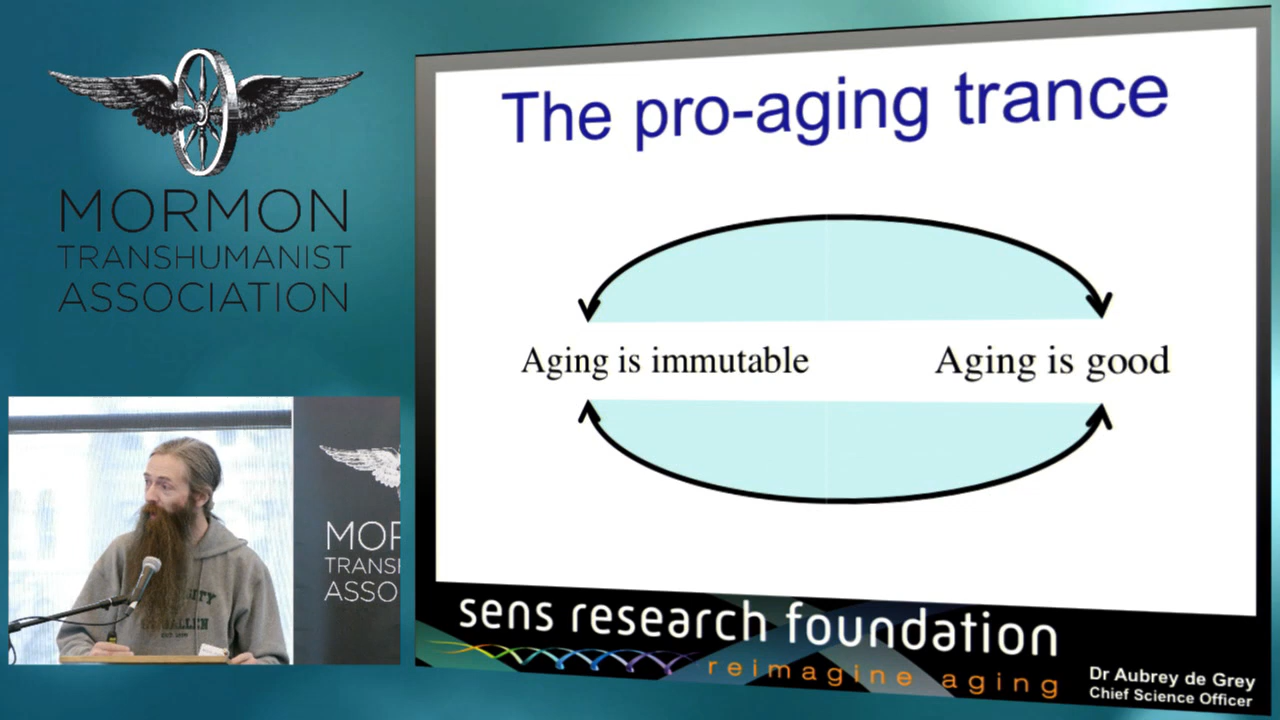 MORMON
TRANSHUMANIST
ASSOCIATION
The pro-aging trance
Aging is immutable
Aging is good
sens research foundation
reimagine aging
Dr Aubrey de Grey
Chief Science Officer
MOR
TRANS
ASSO